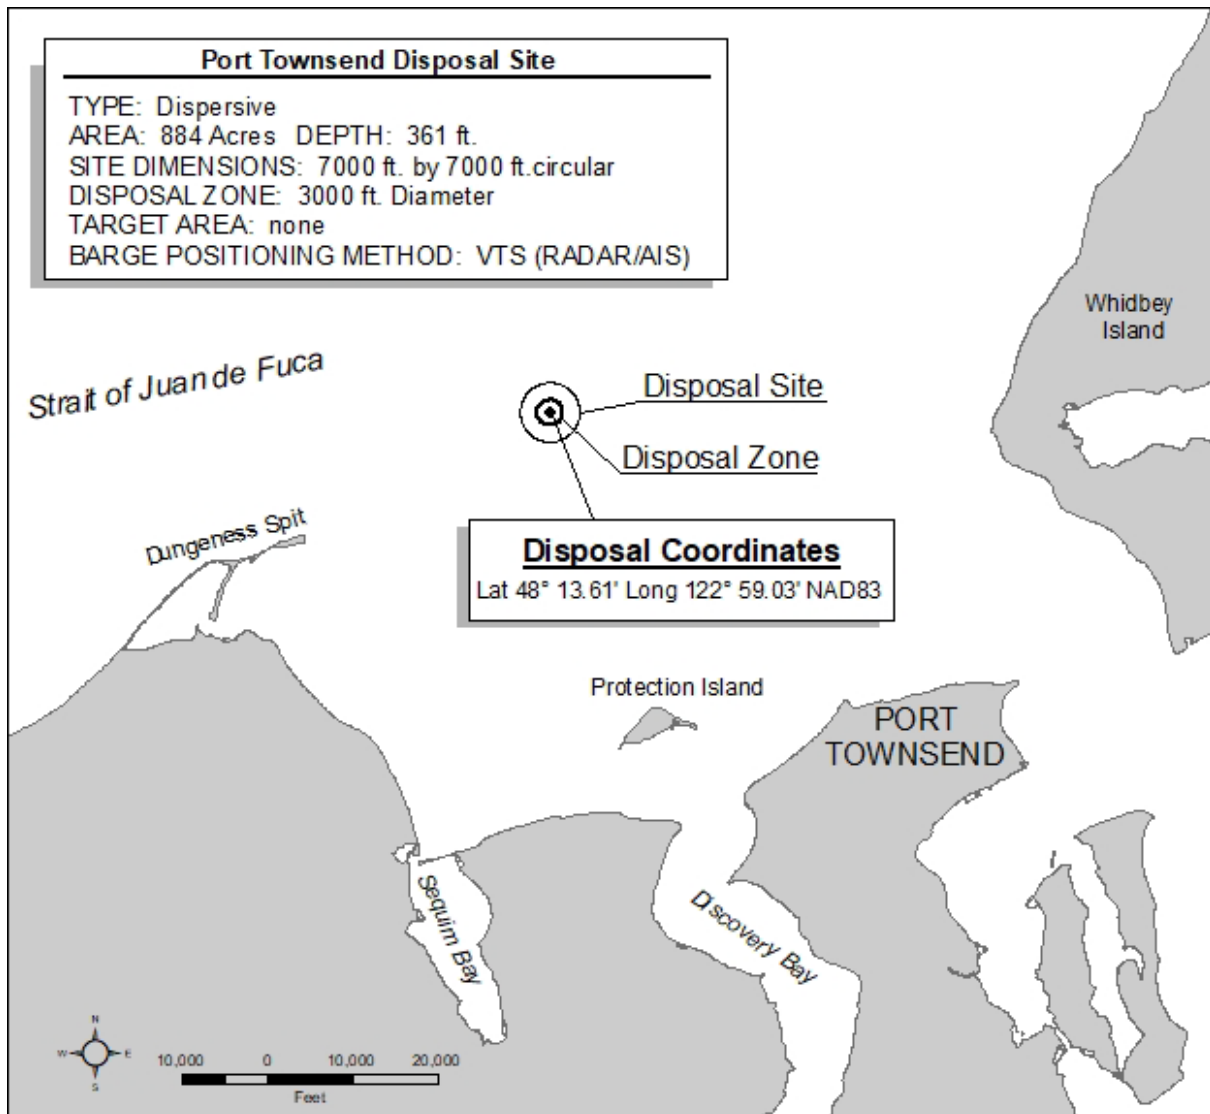 Port Townsend Disposal Site
TYPE: Dispersive
AREA: 884 Acres DEPTH: 361 ft.
SITE DIMENSIONS: 7000 ft. by 7000 ft.circular
DISPOSAL ZONE: 3000 ft. Diameter
TARGET AREA: none
BARGE POSITIONING METHOD: VTS (RADAR/AIS)
Whidbey
Island
Strait of Juan de Fuca
Disposal Site
Disposal Zone
Dungeness Spit
Disposal Coordinates
Lat 48° 13.61' Long 122° 59.03' NAD83
Protection Island
PORT
TOWNSEND
Sequim Bay
Discovery Bay
N
W E
S
10,000 0 10,000 20,000
Feet